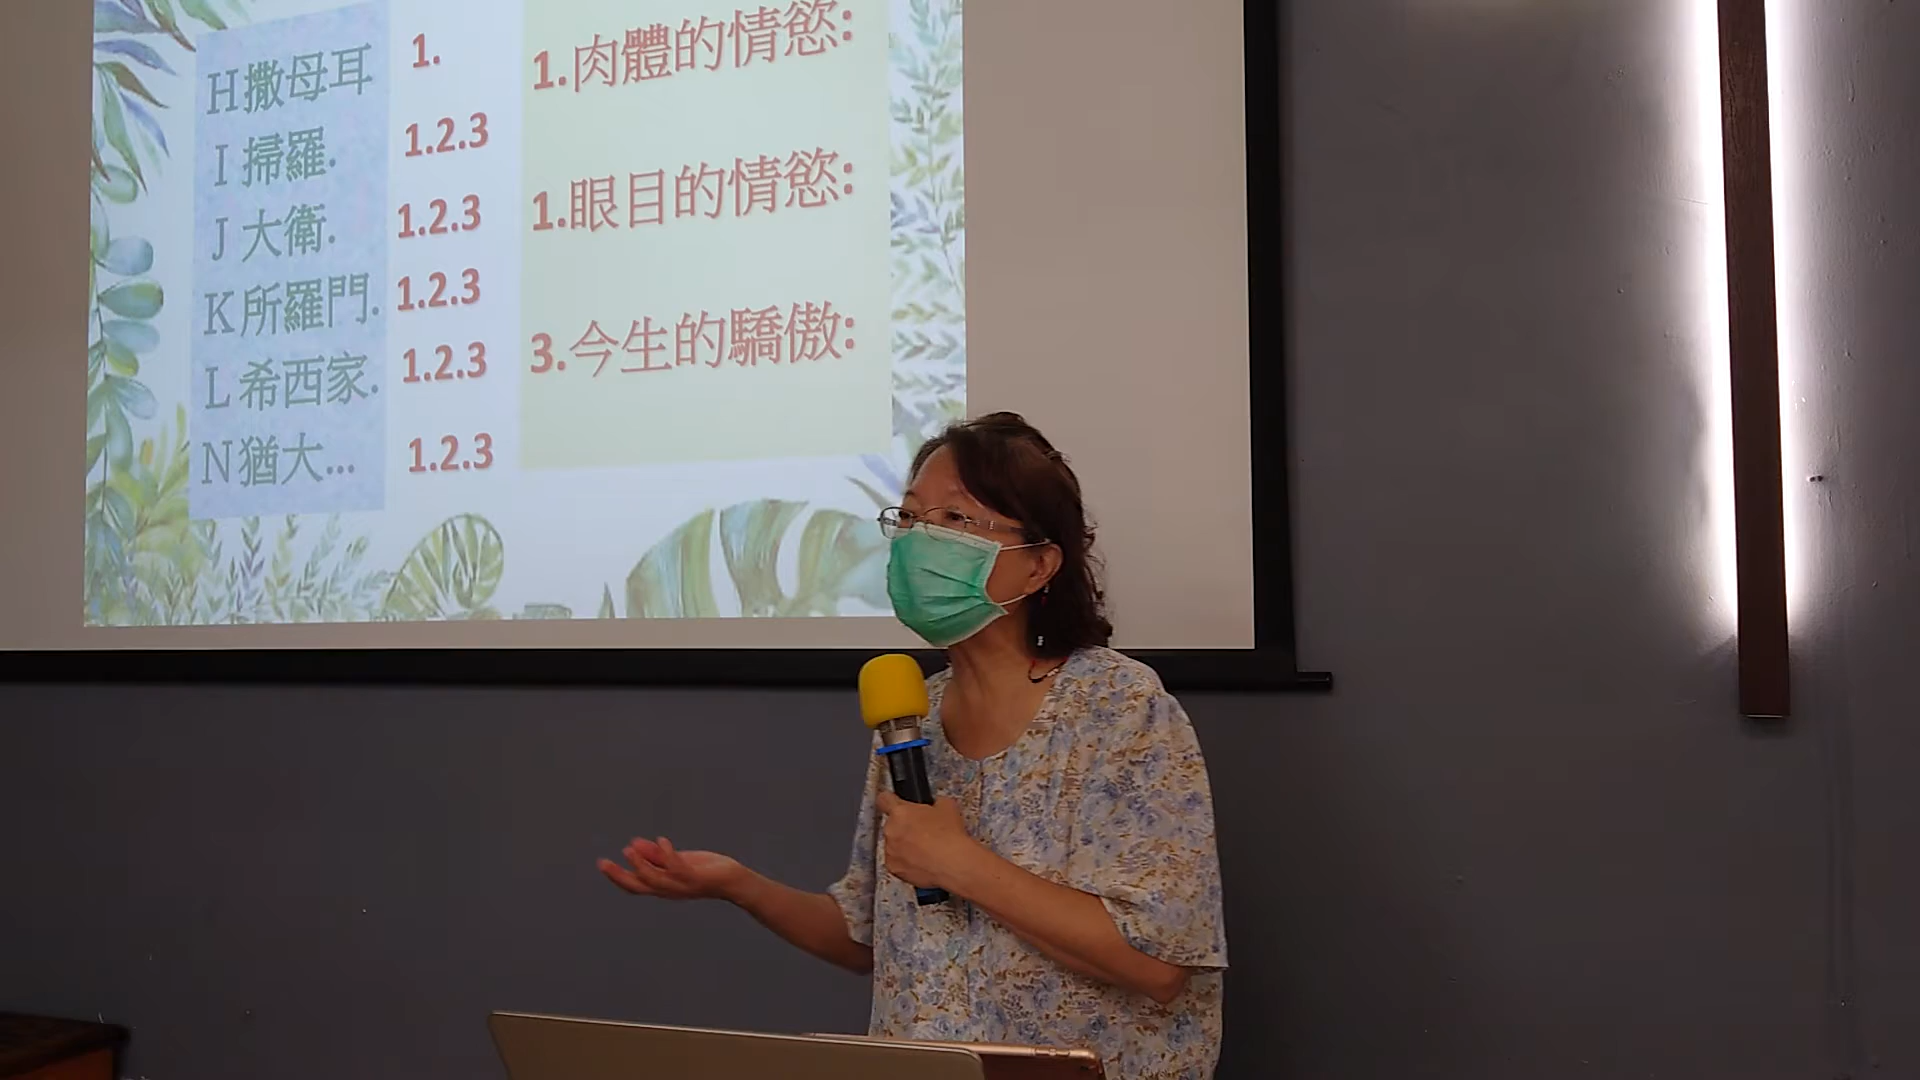 H撒母耳 1.
I 掃羅. 1.2.3
J 大衛. 1.2.3
K所羅門. 1.2.3
L希西家. 1.2.3
N猶大... 1.2.3
1.肉體的情慾:
1.眼目的情慾:
3.今生的驕傲: